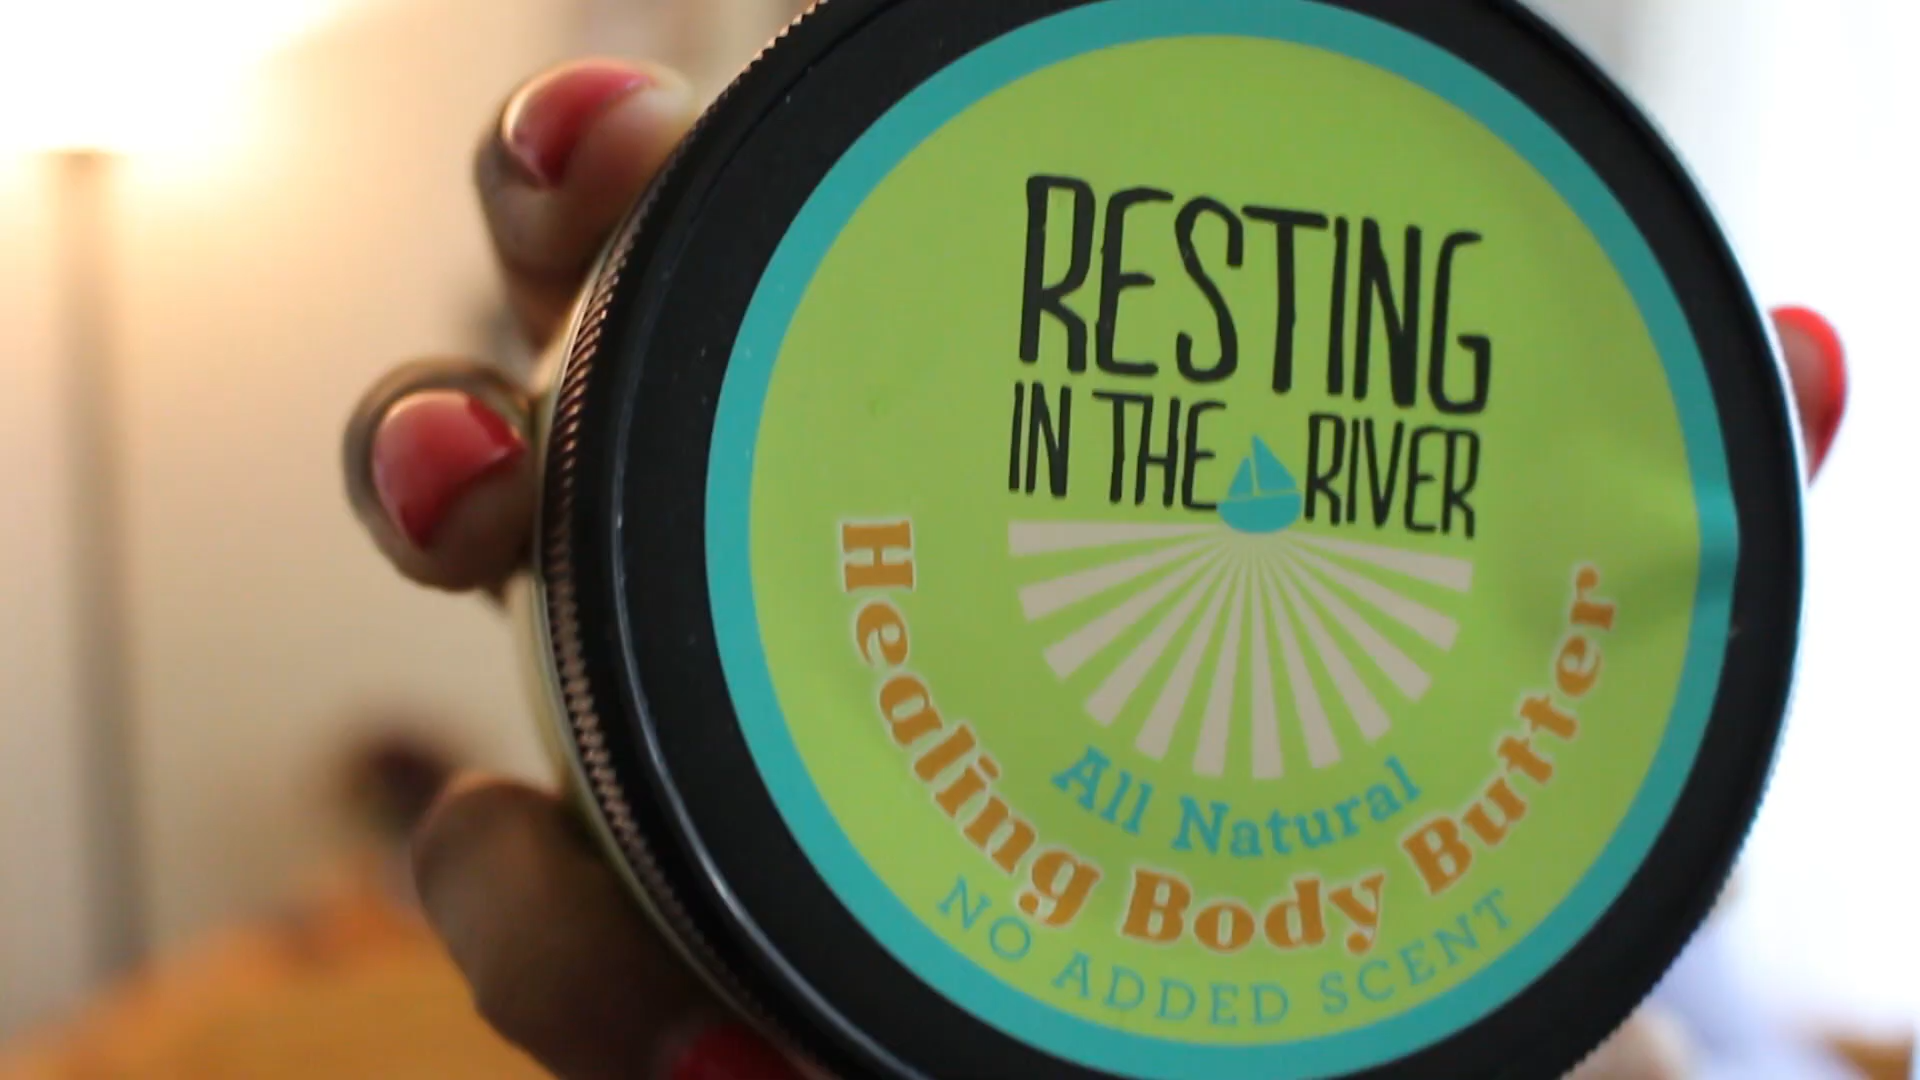 RESTING
IN THE RIVER
All Natural
Healing Body Butter
NO ADDED SCENT